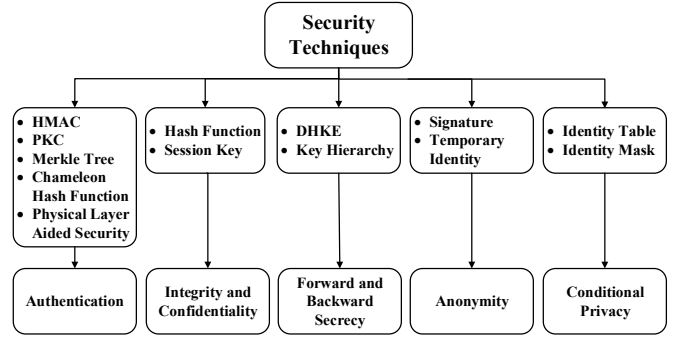 Security
Techniques
• HMAC
• PKC
• Merkle Tree
• Chameleon
Hash Function
• Physical Layer
Aided Security
• Hash Function
• Session Key
• DHKE
• Key Hierarchy
• Signature
• Temporary
Identity
• Identity Table
• Identity Mask
Authentication
Integrity and
Confidentiality
Forward and
Backward
Secrecy
Anonymity
Conditional
Privacy